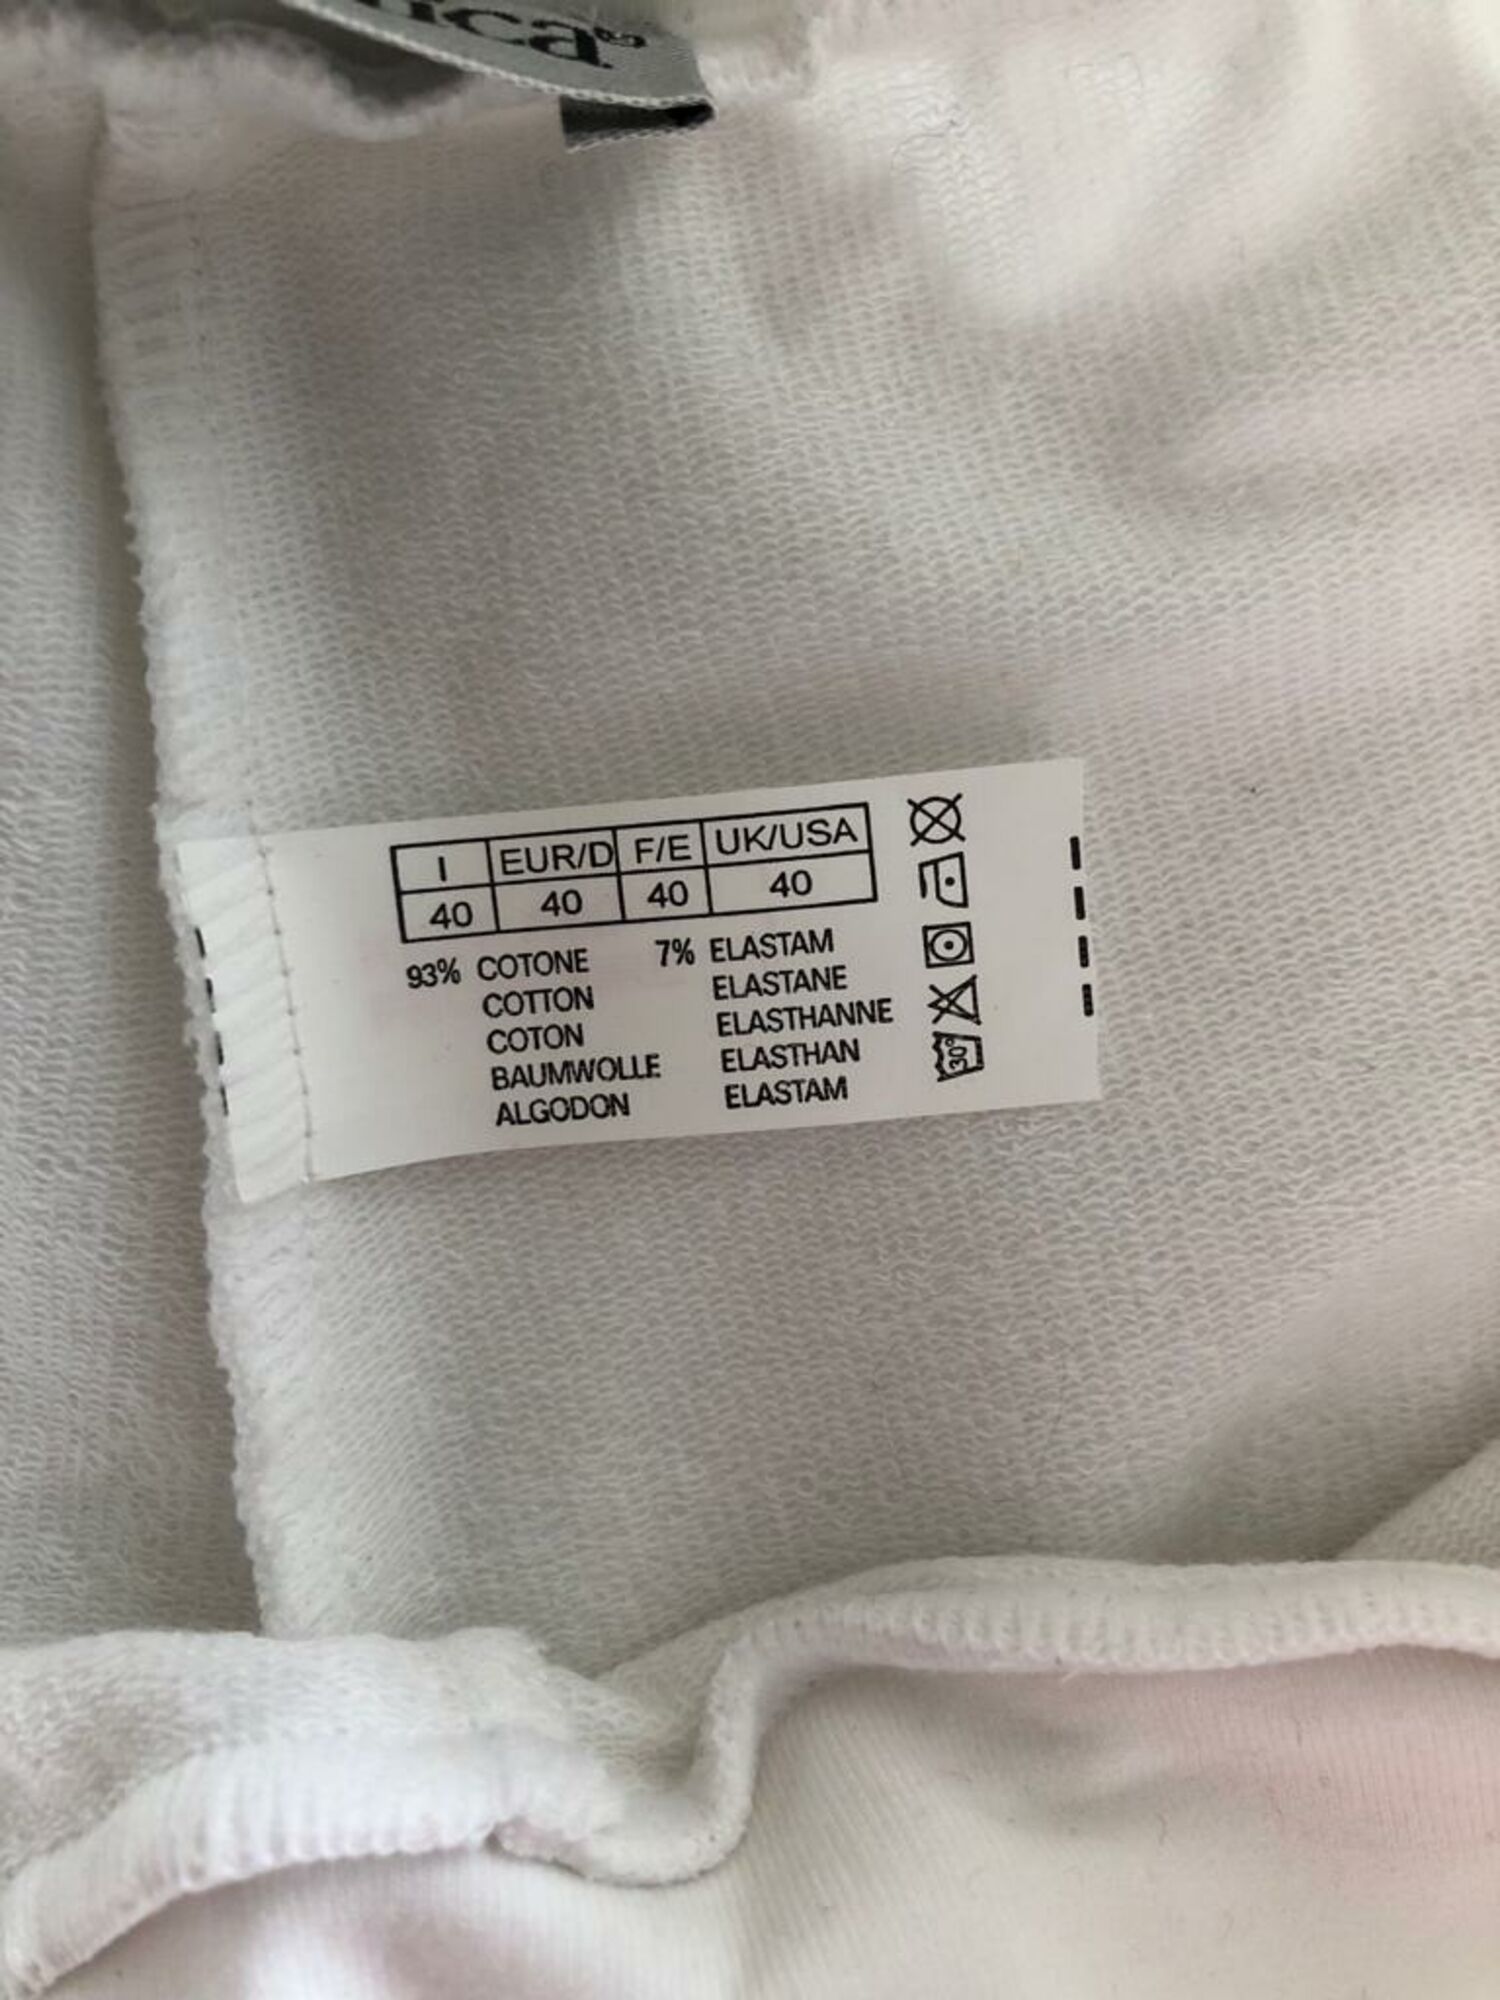 I EUR/D F/E UK/USA
40 40 40 40
93% COTONE 7% ELASTAM
COTTON ELASTANE
COTON ELASTHANNE
BAUMWOLLE ELASTHAN
ALGODON ELASTAM
30°